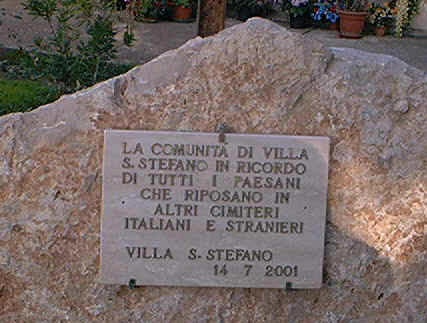 LA COMUNITA DI VILLA
S. STEFANO IN RICORDO
DI TUTTI I PAESANI
CHE RIPOSANO IN
ALTRI CIMITERI
ITALIANI E STRANIERI
VILLA S. STEFANO
14 7 2001